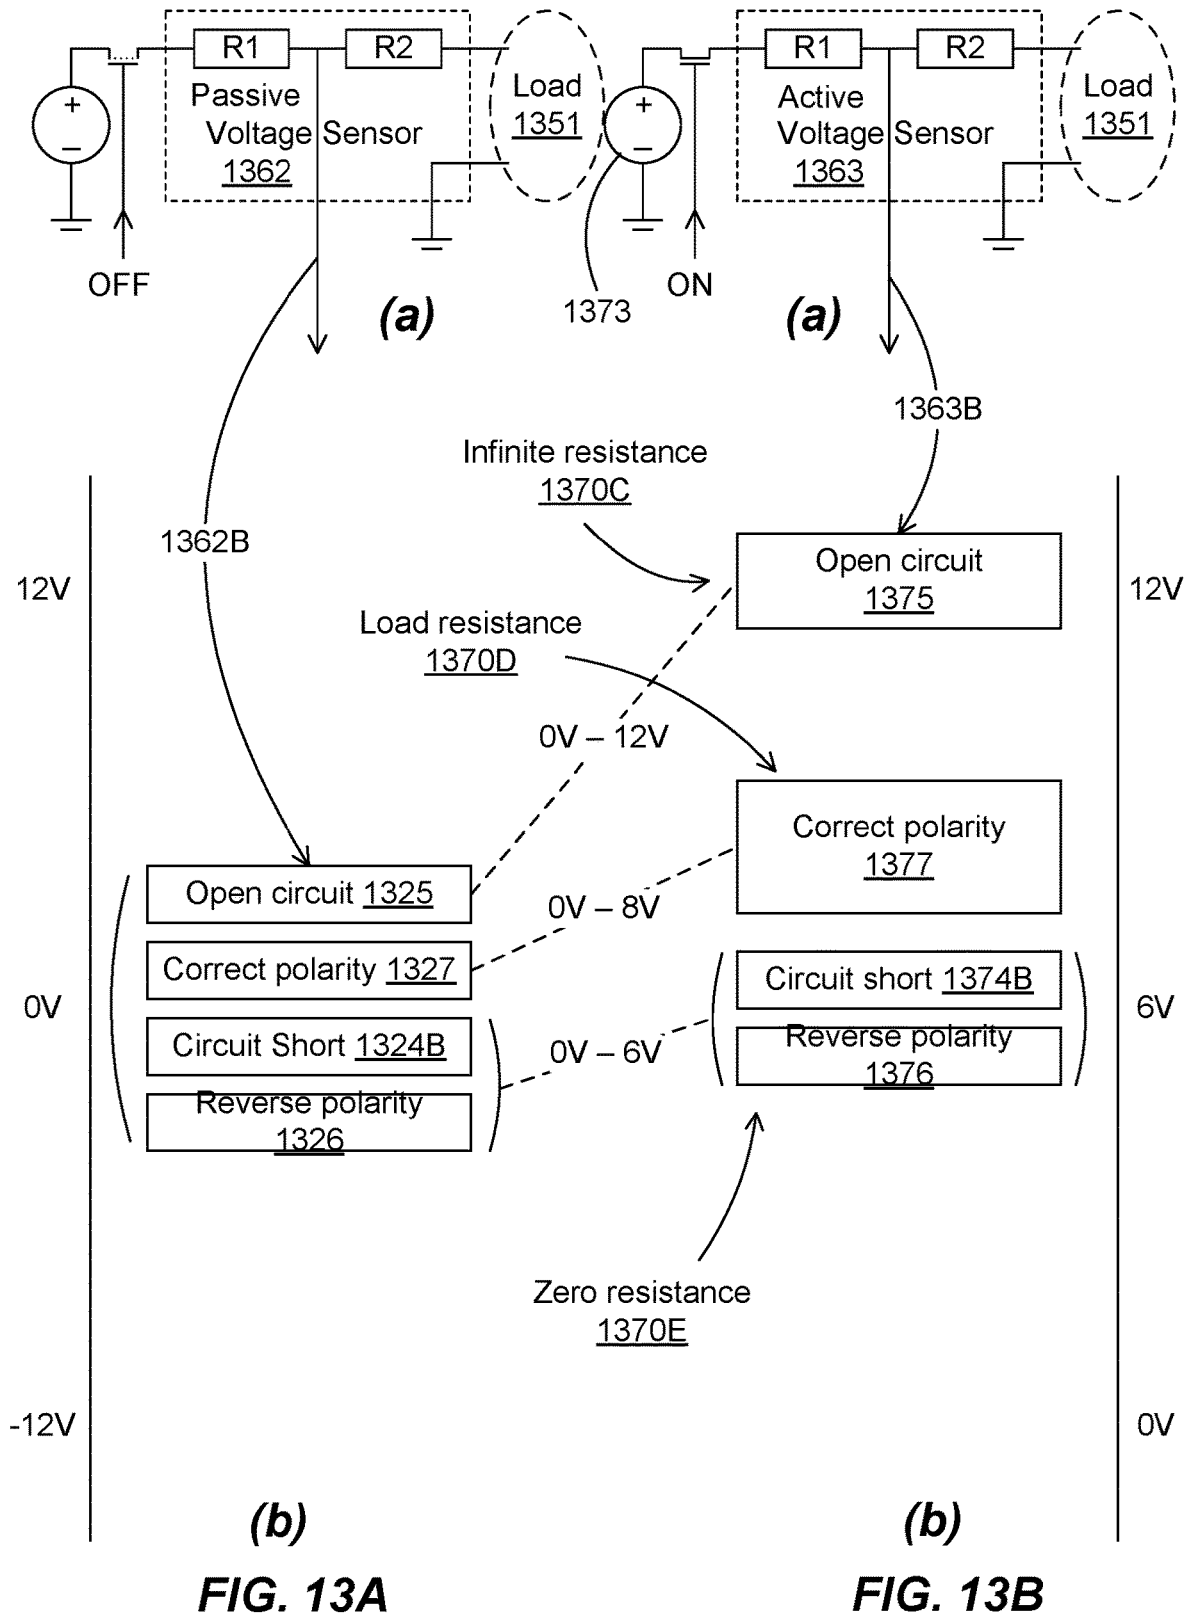 R1
R2
Passive
Voltage Sensor
1362
Load
1351
+
−
OFF
(a)
R1
R2
Active
Voltage Sensor
1363
Load
1351
+
−
1373
ON
(a)
1362B
1363B
Infinite resistance
1370C
12V
Open circuit
1375
12V
Load resistance
1370D
0V – 12V
Correct polarity
1377
Open circuit 1325
0V – 8V
Correct polarity 1327
Circuit short 1374B
0V
6V
Circuit Short 1324B
0V – 6V
Reverse polarity
1376
Reverse polarity
1326
Zero resistance
1370E
-12V
0V
(b)
(b)
FIG. 13A
FIG. 13B